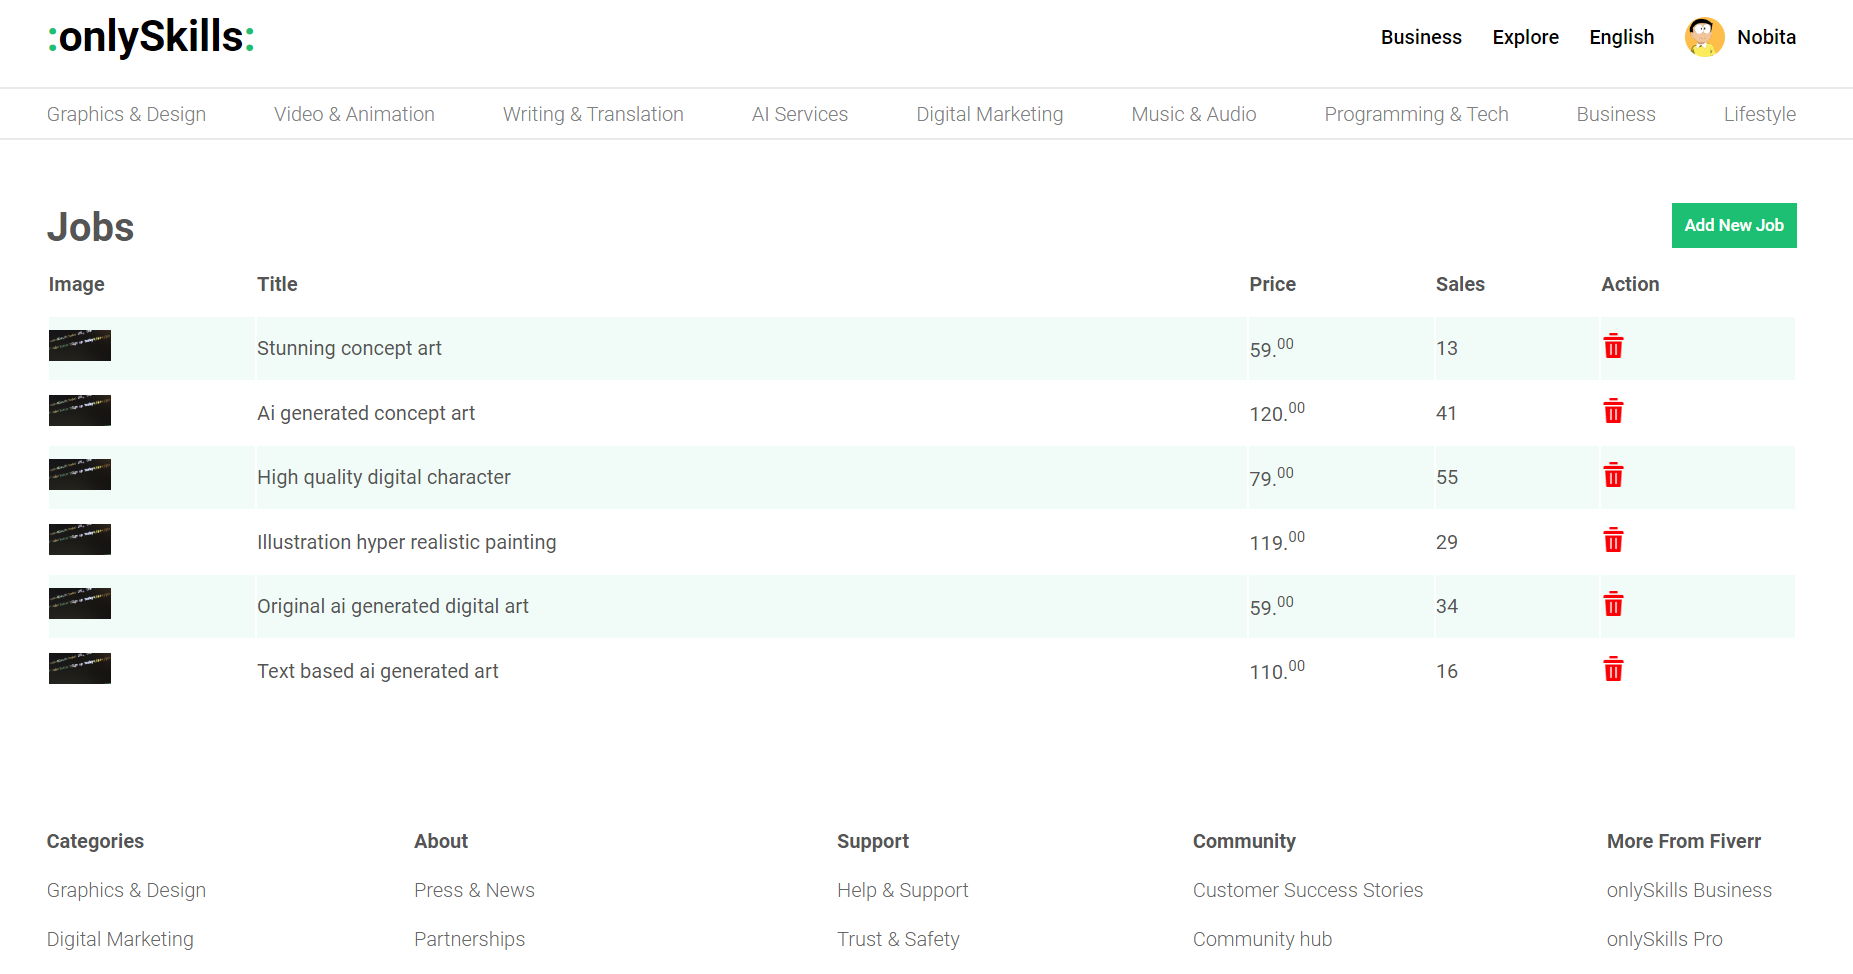 :onlySkills:
Business Explore English Nobita
Graphics & Design Video & Animation Writing & Translation AI Services Digital Marketing Music & Audio Programming & Tech Business Lifestyle
Jobs
Add New Job
Image Title Price Sales Action
Stunning concept art 59.00 13
Ai generated concept art 120.00 41
High quality digital character 79.00 55
Illustration hyper realistic painting 119.00 29
Original ai generated digital art 59.00 34
Text based ai generated art 110.00 16
Categories About Support Community More From Fiverr
Graphics & Design Press & News Help & Support Customer Success Stories onlySkills Business
Digital Marketing Partnerships Trust & Safety Community hub onlySkills Pro